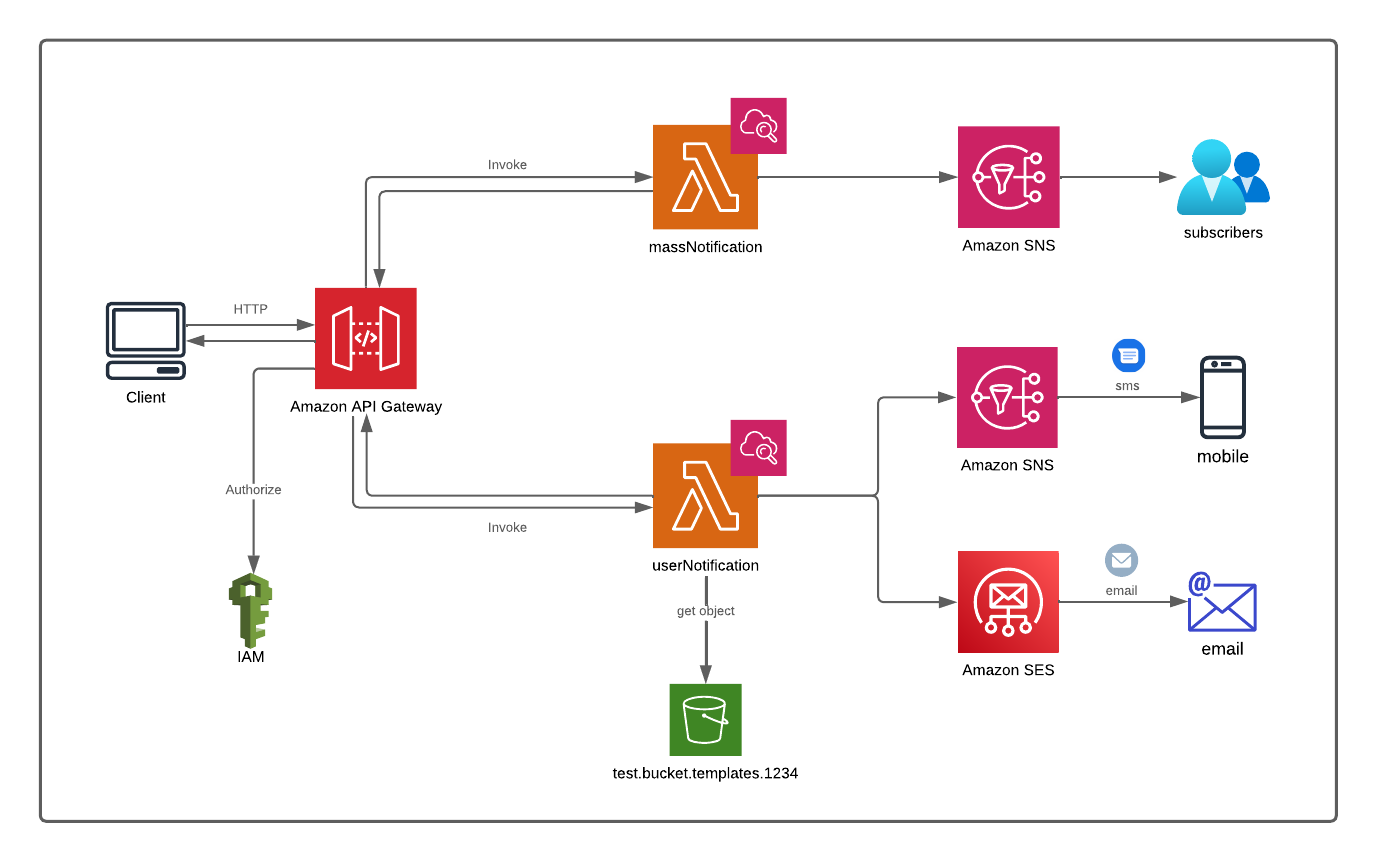 Invoke
massNotification
Amazon SNS
subscribers
HTTP
Client
Amazon API Gateway
sms
Amazon SNS
mobile
Authorize
Invoke
userNotification
get object
email
Amazon SES
@
email
IAM
test.bucket.templates.1234